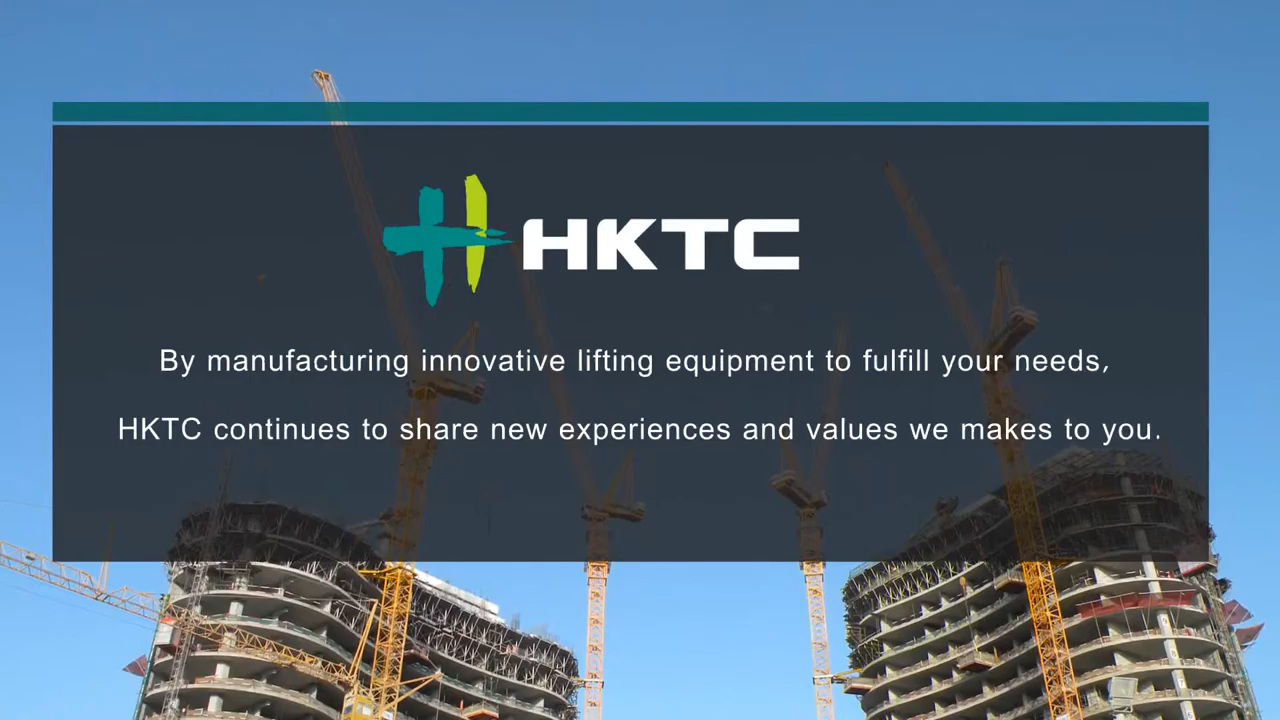 HKTC
By manufacturing innovative lifting equipment to fulfill your needs,
HKTC continues to share new experiences and values we makes to you.